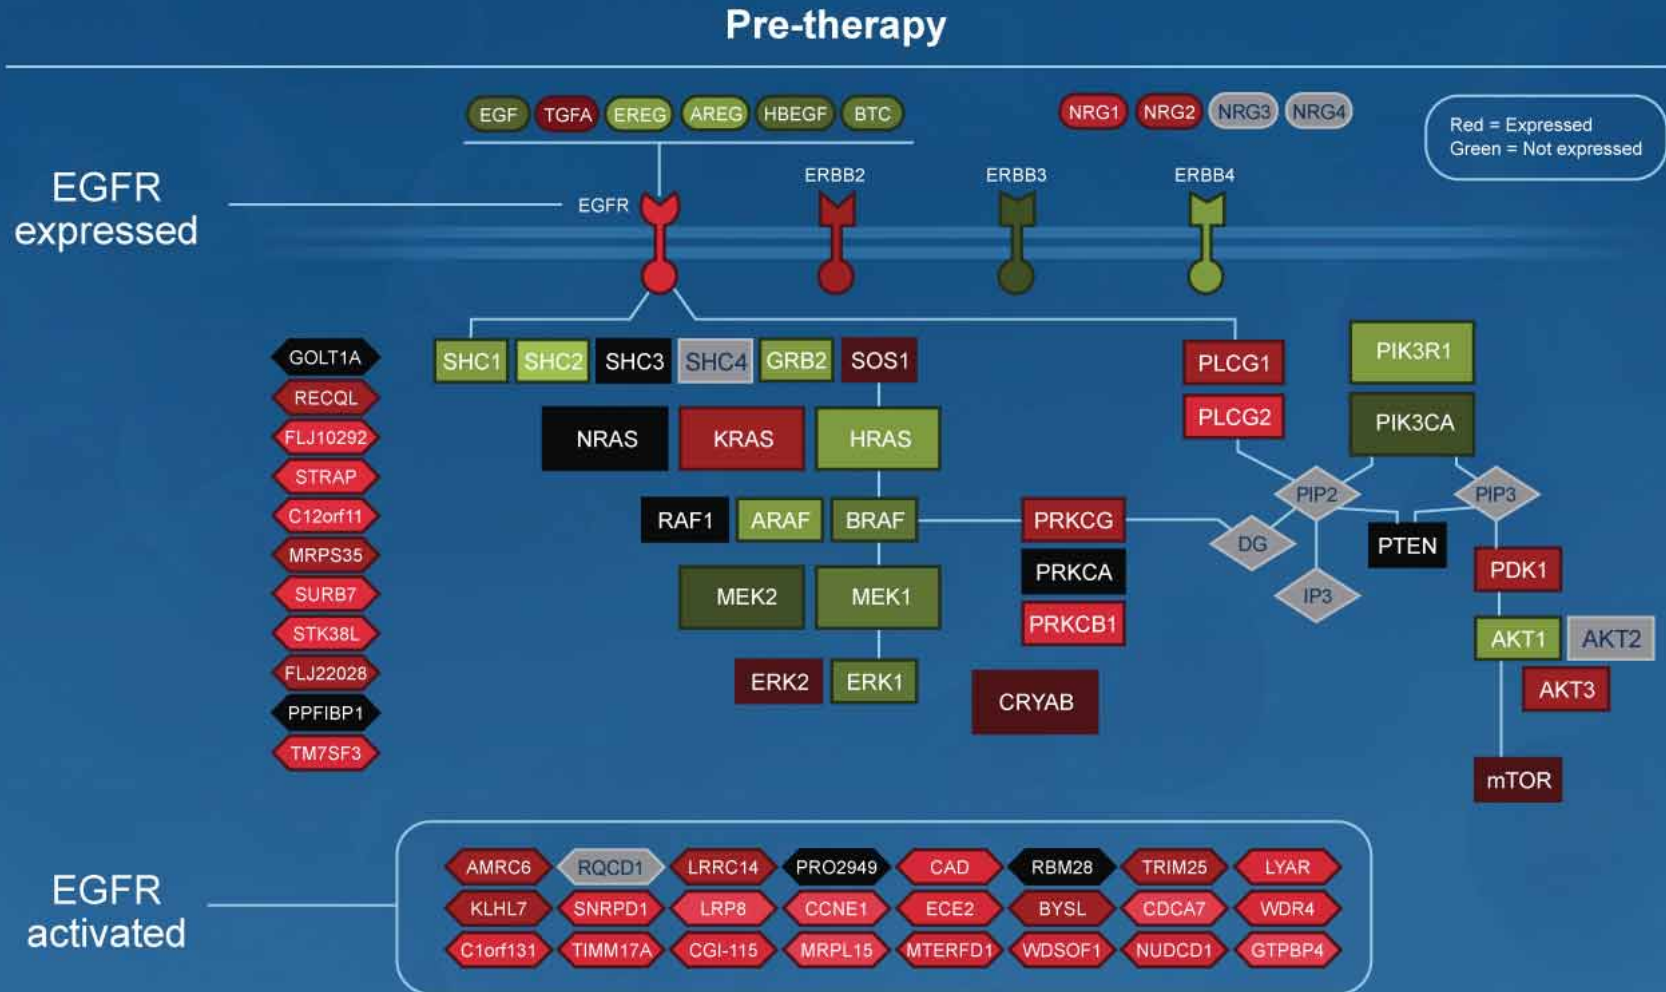 Pre-therapy
EGF TGFA EREG AREG HBEGF BTC
NRG1 NRG2 NRG3 NRG4
Red = Expressed
Green = Not expressed
EGFR
expressed
EGFR
ERBB2
ERBB3
ERBB4
GOLT1A
RECQL
FLJ10292
STRAP
C12orf11
MRPS35
SURB7
STK38L
FLJ22028
PPFIBP1
TM7SF3
SHC1 SHC2 SHC3 SHC4 GRB2 SOS1
NRAS KRAS HRAS
RAF1 ARAF BRAF
MEK2 MEK1
ERK2 ERK1
PRKCG
PRKCA
PRKCB1
CRYAB
PLCG1
PLCG2
PIK3R1
PIK3CA
PIP2
PIP3
DG
IP3
PTEN
PDK1
AKT1 AKT2
AKT3
mTOR
EGFR
activated
AMRC6 RQCD1 LRRC14 PRO2949 CAD RBM28 TRIM25 LYAR
KLHL7 SNRPD1 LRP8 CCNE1 ECE2 BYSL CDCA7 WDR4
C1orf131 TIMM17A CGI-115 MRPL15 MTERFD1 WDSOF1 NUDCD1 GTPBP4